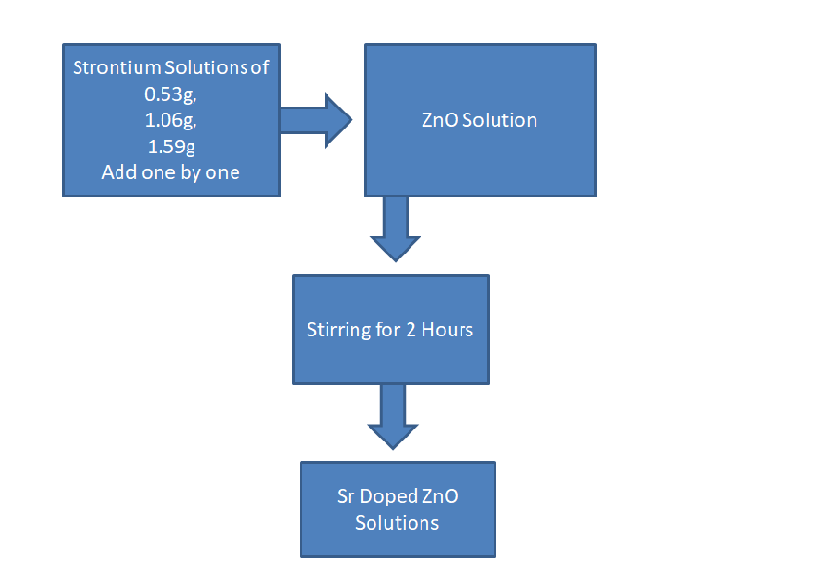 Strontium Solutions of
0.53g,
1.06g,
1.59g
Add one by one
ZnO Solution
Stirring for 2 Hours
Sr Doped ZnO
Solutions